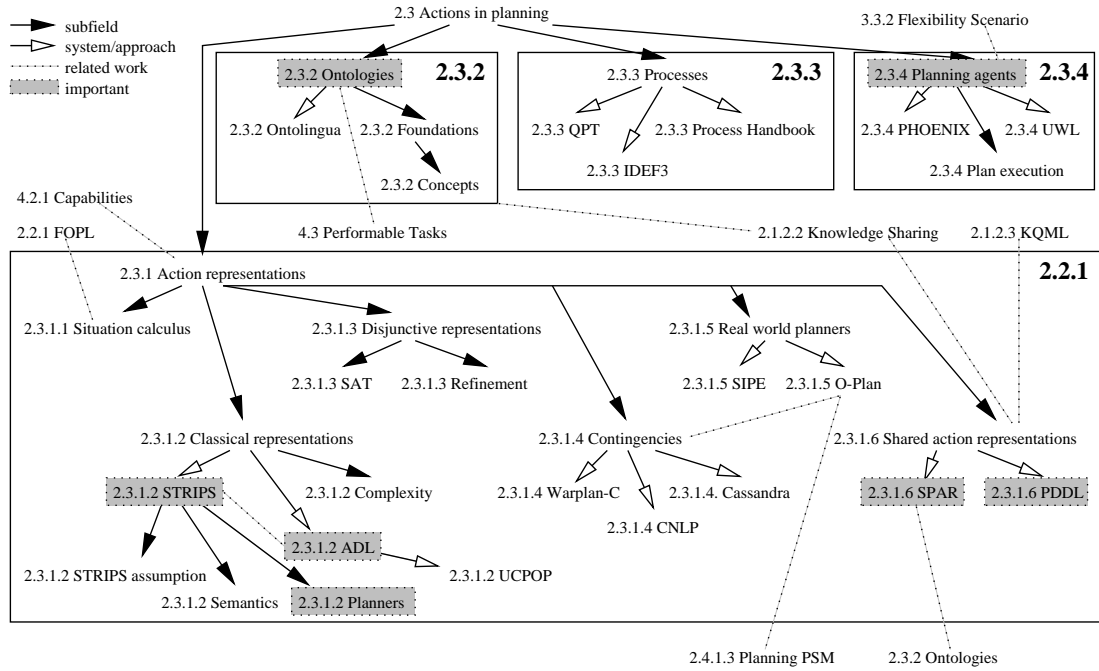 2.3 Actions in planning
3.3.2 Flexibility Scenario
subfield
system/approach
related work
important
2.3.2 Ontologies
2.3.2
2.3.3 Processes
2.3.3
2.3.4 Planning agents
2.3.4
2.3.2 Ontolingua
2.3.2 Foundations
2.3.3 QPT
2.3.3 Process Handbook
2.3.4 PHOENIX
2.3.4 UWL
2.3.3 IDEF3
2.3.4 Plan execution
2.3.2 Concepts
4.2.1 Capabilities
2.2.1 FOPL
4.3 Performable Tasks
2.1.2.2 Knowledge Sharing
2.1.2.3 KQML
2.3.1 Action representations
2.2.1
2.3.1.1 Situation calculus
2.3.1.3 Disjunctive representations
2.3.1.5 Real world planners
2.3.1.3 SAT
2.3.1.3 Refinement
2.3.1.5 SIPE
2.3.1.5 O-Plan
2.3.1.2 Classical representations
2.3.1.4 Contingencies
2.3.1.6 Shared action representations
2.3.1.2 STRIPS
2.3.1.2 Complexity
2.3.1.4 Warplan-C
2.3.1.4. Cassandra
2.3.1.6 SPAR
2.3.1.6 PDDL
2.3.1.4 CNLP
2.3.1.2 ADL
2.3.1.2 STRIPS assumption
2.3.1.2 UCPOP
2.3.1.2 Semantics
2.3.1.2 Planners
2.4.1.3 Planning PSM
2.3.2 Ontologies